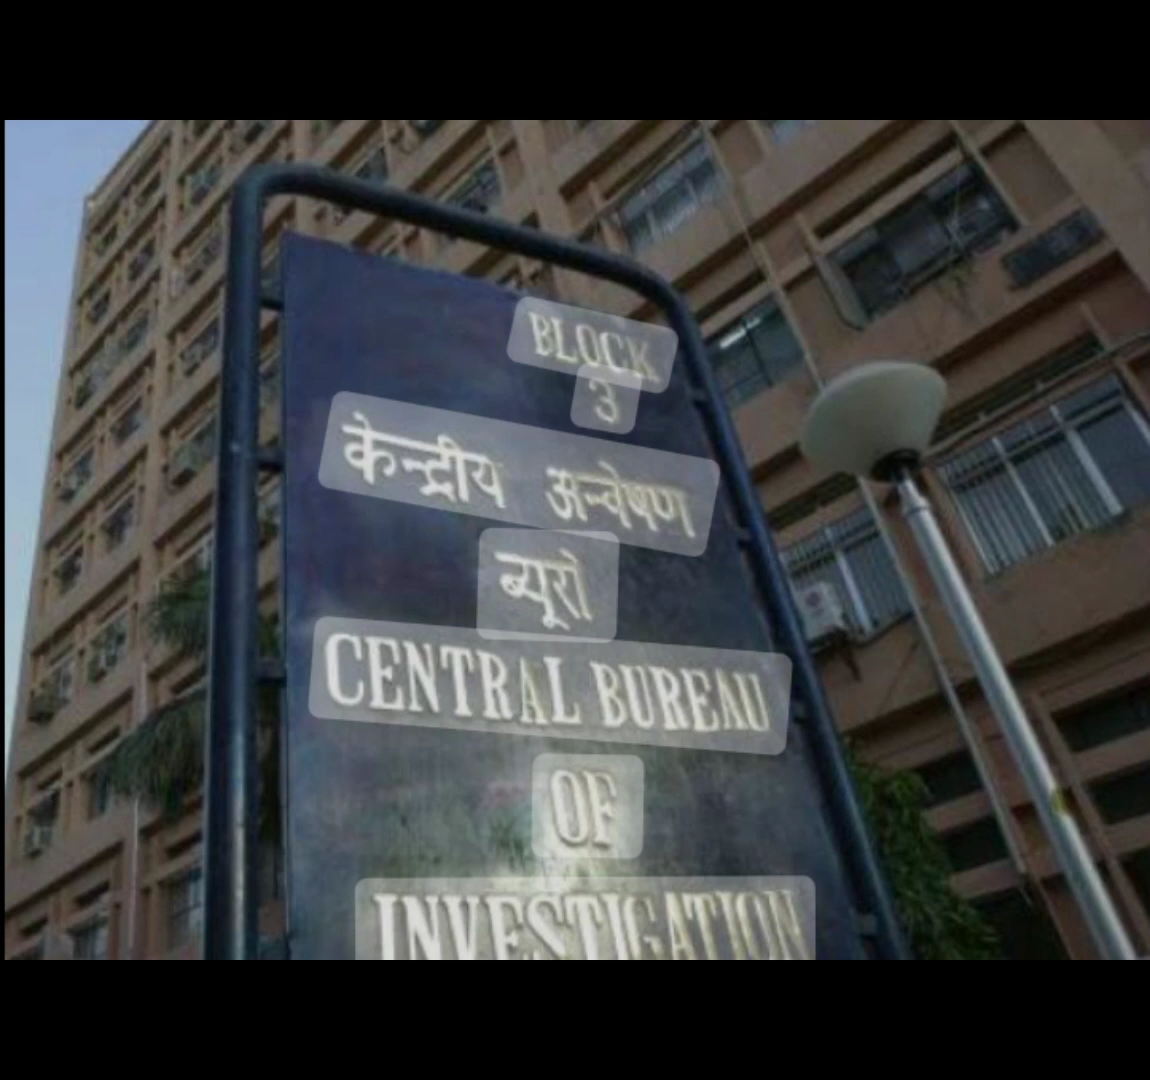 BLOCK
3
केन्द्रीय अन्वेषण
ब्यूरो
CENTRAL BUREAU
OF
INVESTIGATION